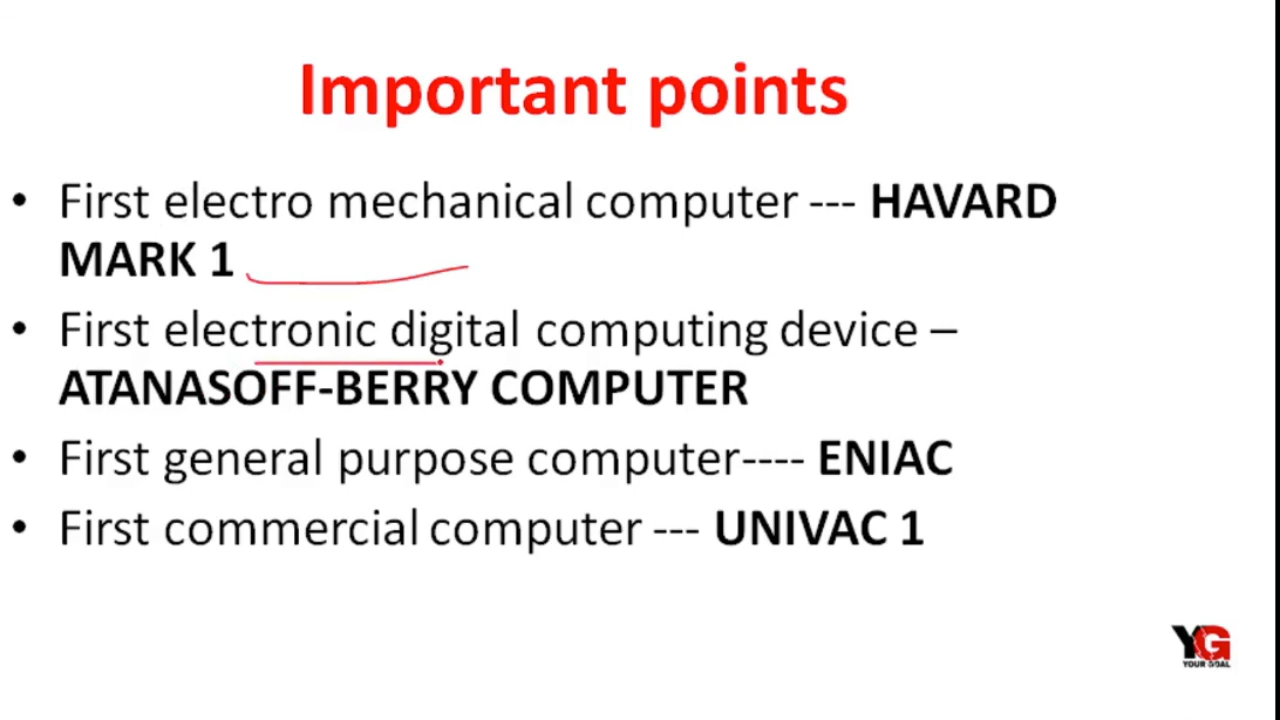 Important points
• First electro mechanical computer --- HAVARD
MARK 1
• First electronic digital computing device –
ATANASOFF-BERRY COMPUTER
• First general purpose computer---- ENIAC
• First commercial computer --- UNIVAC 1
YG
YOUR GOAL